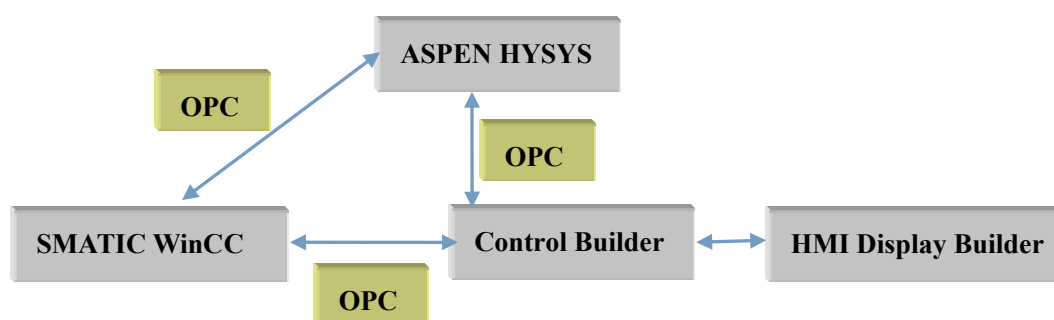 ASPEN HYSYS
OPC
OPC
SMATIC WinCC
Control Builder
HMI Display Builder
OPC